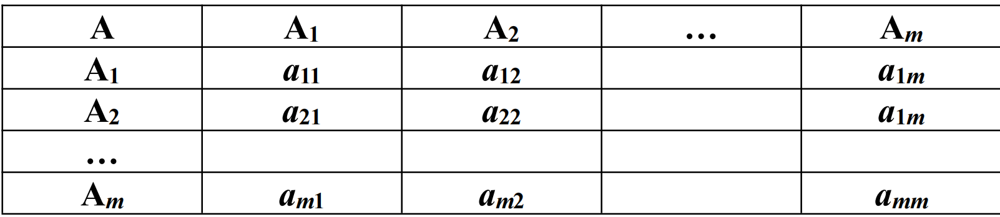 A A1 A2 … Am
A1 a11 a12 a1m
A2 a21 a22 a1m
…
Am am1 am2 amm